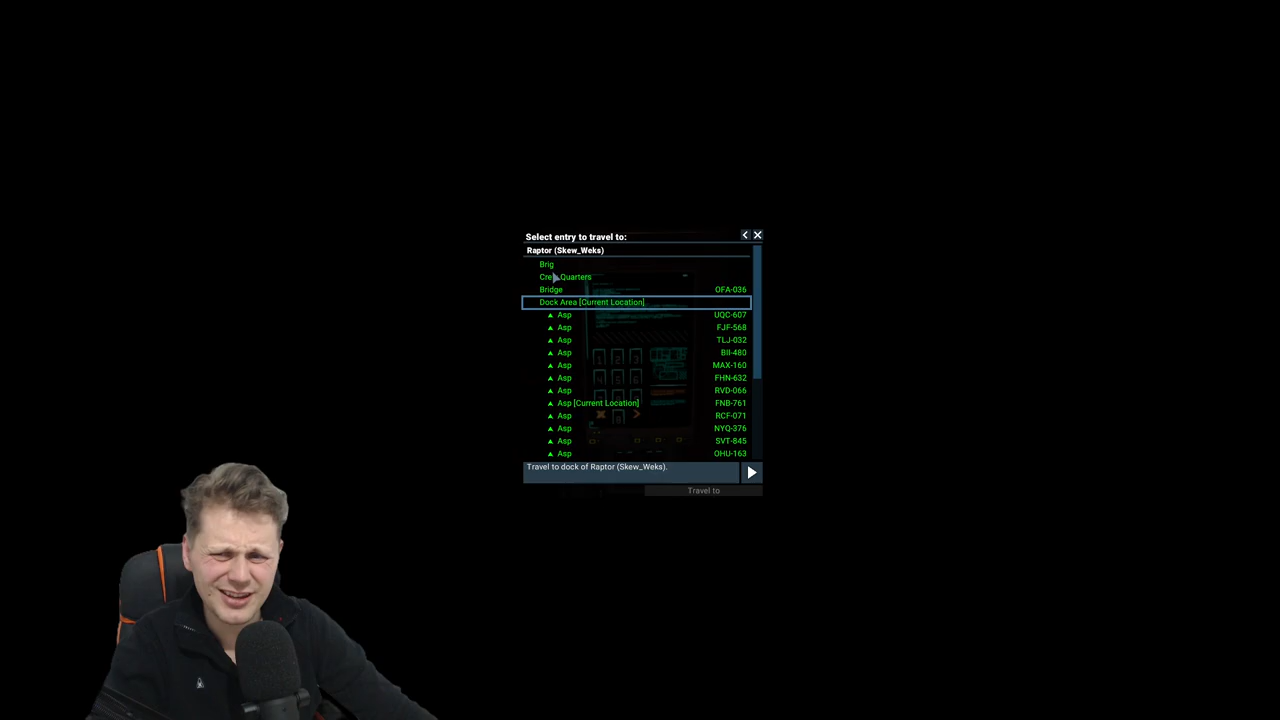 Select entry to travel to:
Raptor (Skew_Weks)
Brig
Crew Quarters
Bridge OFA-036
Dock Area [Current Location]
▲ Asp UQC-607
▲ Asp FJF-568
▲ Asp TLJ-032
▲ Asp BII-480
▲ Asp MAX-160
▲ Asp FHN-632
▲ Asp RVD-066
▲ Asp [Current Location] FNB-761
▲ Asp RCF-071
▲ Asp NYQ-376
▲ Asp SVT-845
▲ Asp OHU-163
Travel to dock of Raptor (Skew_Weks).
Travel to